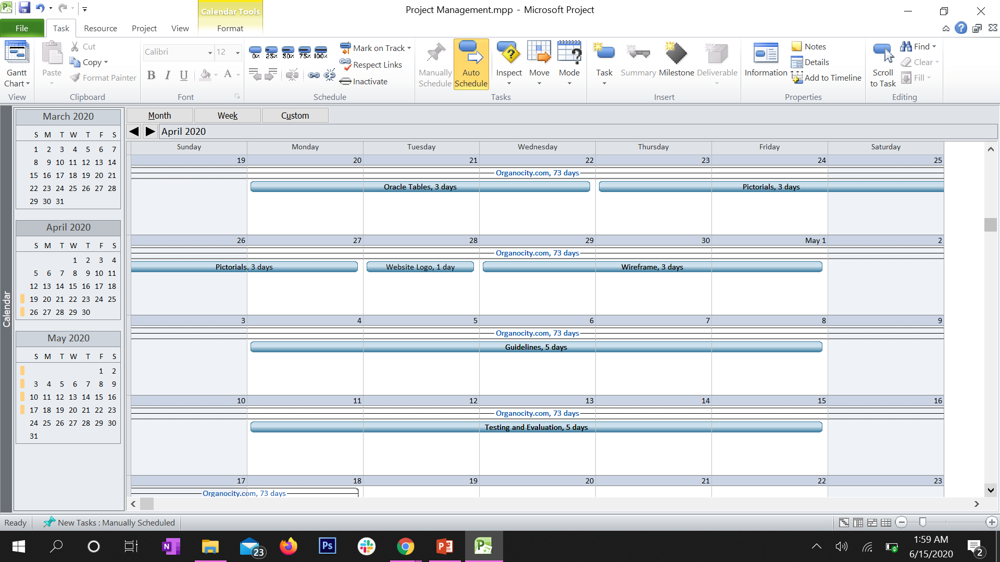 Calendar Tools
Project Management.mpp - Microsoft Project
File Task Resource Project View Format
Gantt Chart
View
Paste
Cut
Copy
Format Painter
Clipboard
Calibri 12
B I U A
Font
0% 25% 50% 75% 100%
Mark on Track
Respect Links
Inactivate
Schedule
Manually Schedule
Auto Schedule
Inspect
Move
Mode
Tasks
Task
Summary
Milestone
Deliverable
Insert
Information
Notes
Details
Add to Timeline
Properties
Scroll to Task
Find
Clear
Fill
Editing
Calendar
March 2020
S M T W T F S
1 2 3 4 5 6 7
8 9 10 11 12 13 14
15 16 17 18 19 20 21
22 23 24 25 26 27 28
29 30 31
April 2020
S M T W T F S
1 2 3 4
5 6 7 8 9 10 11
12 13 14 15 16 17 18
19 20 21 22 23 24 25
26 27 28 29 30
May 2020
S M T W T F S
1 2
3 4 5 6 7 8 9
10 11 12 13 14 15 16
17 18 19 20 21 22 23
24 25 26 27 28 29 30
31
Month Week Custom
April 2020
Sunday Monday Tuesday Wednesday Thursday Friday Saturday
19 20 21 22 23 24 25
Organocity.com, 73 days
Oracle Tables, 3 days Pictorials, 3 days
26 27 28 29 30 May 1 2
Organocity.com, 73 days
Pictorials, 3 days Website Logo, 1 day Wireframe, 3 days
3 4 5 6 7 8 9
Organocity.com, 73 days
Guidelines, 5 days
10 11 12 13 14 15 16
Organocity.com, 73 days
Testing and Evaluation, 5 days
17 18 19 20 21 22 23
Organocity.com, 73 days
Ready New Tasks : Manually Scheduled
N 23 Ps P P
1:59 AM
6/15/2020
2